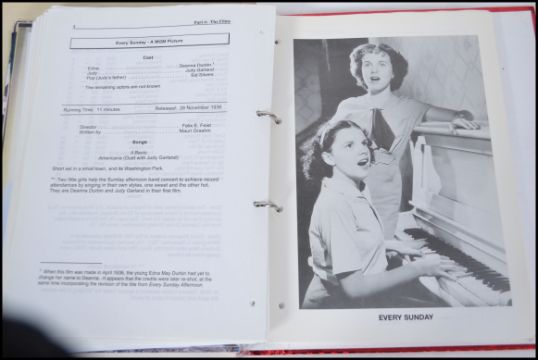 Part 6: The Films
Every Sunday - A MGM Picture
Cast
Edna Deanna Durbin ¹
Judy Judy Garland
Pop (Judy's father) Sid Silvers
The remaining actors are not known.
Running Time: 11 minutes Released: 28 November 1936
Director Felix E. Feist
Written by Mauri Grashin
Songs
Il Bacio
Americana (Duet with Judy Garland)
Short set in a small town, and its Washington Park.
Two little girls help the Sunday afternoon band concert to achieve record
attendances by singing in their own styles, one sweet and the other hot.
They are Deanna Durbin and Judy Garland in their first film.
¹ When this film was made in April 1936, the young Edna May Durbin had yet to
change her name to Deanna. It appears that the credits were later re-shot, at the
same time incorporating the revision of the title from Every Sunday Afternoon.
EVERY SUNDAY